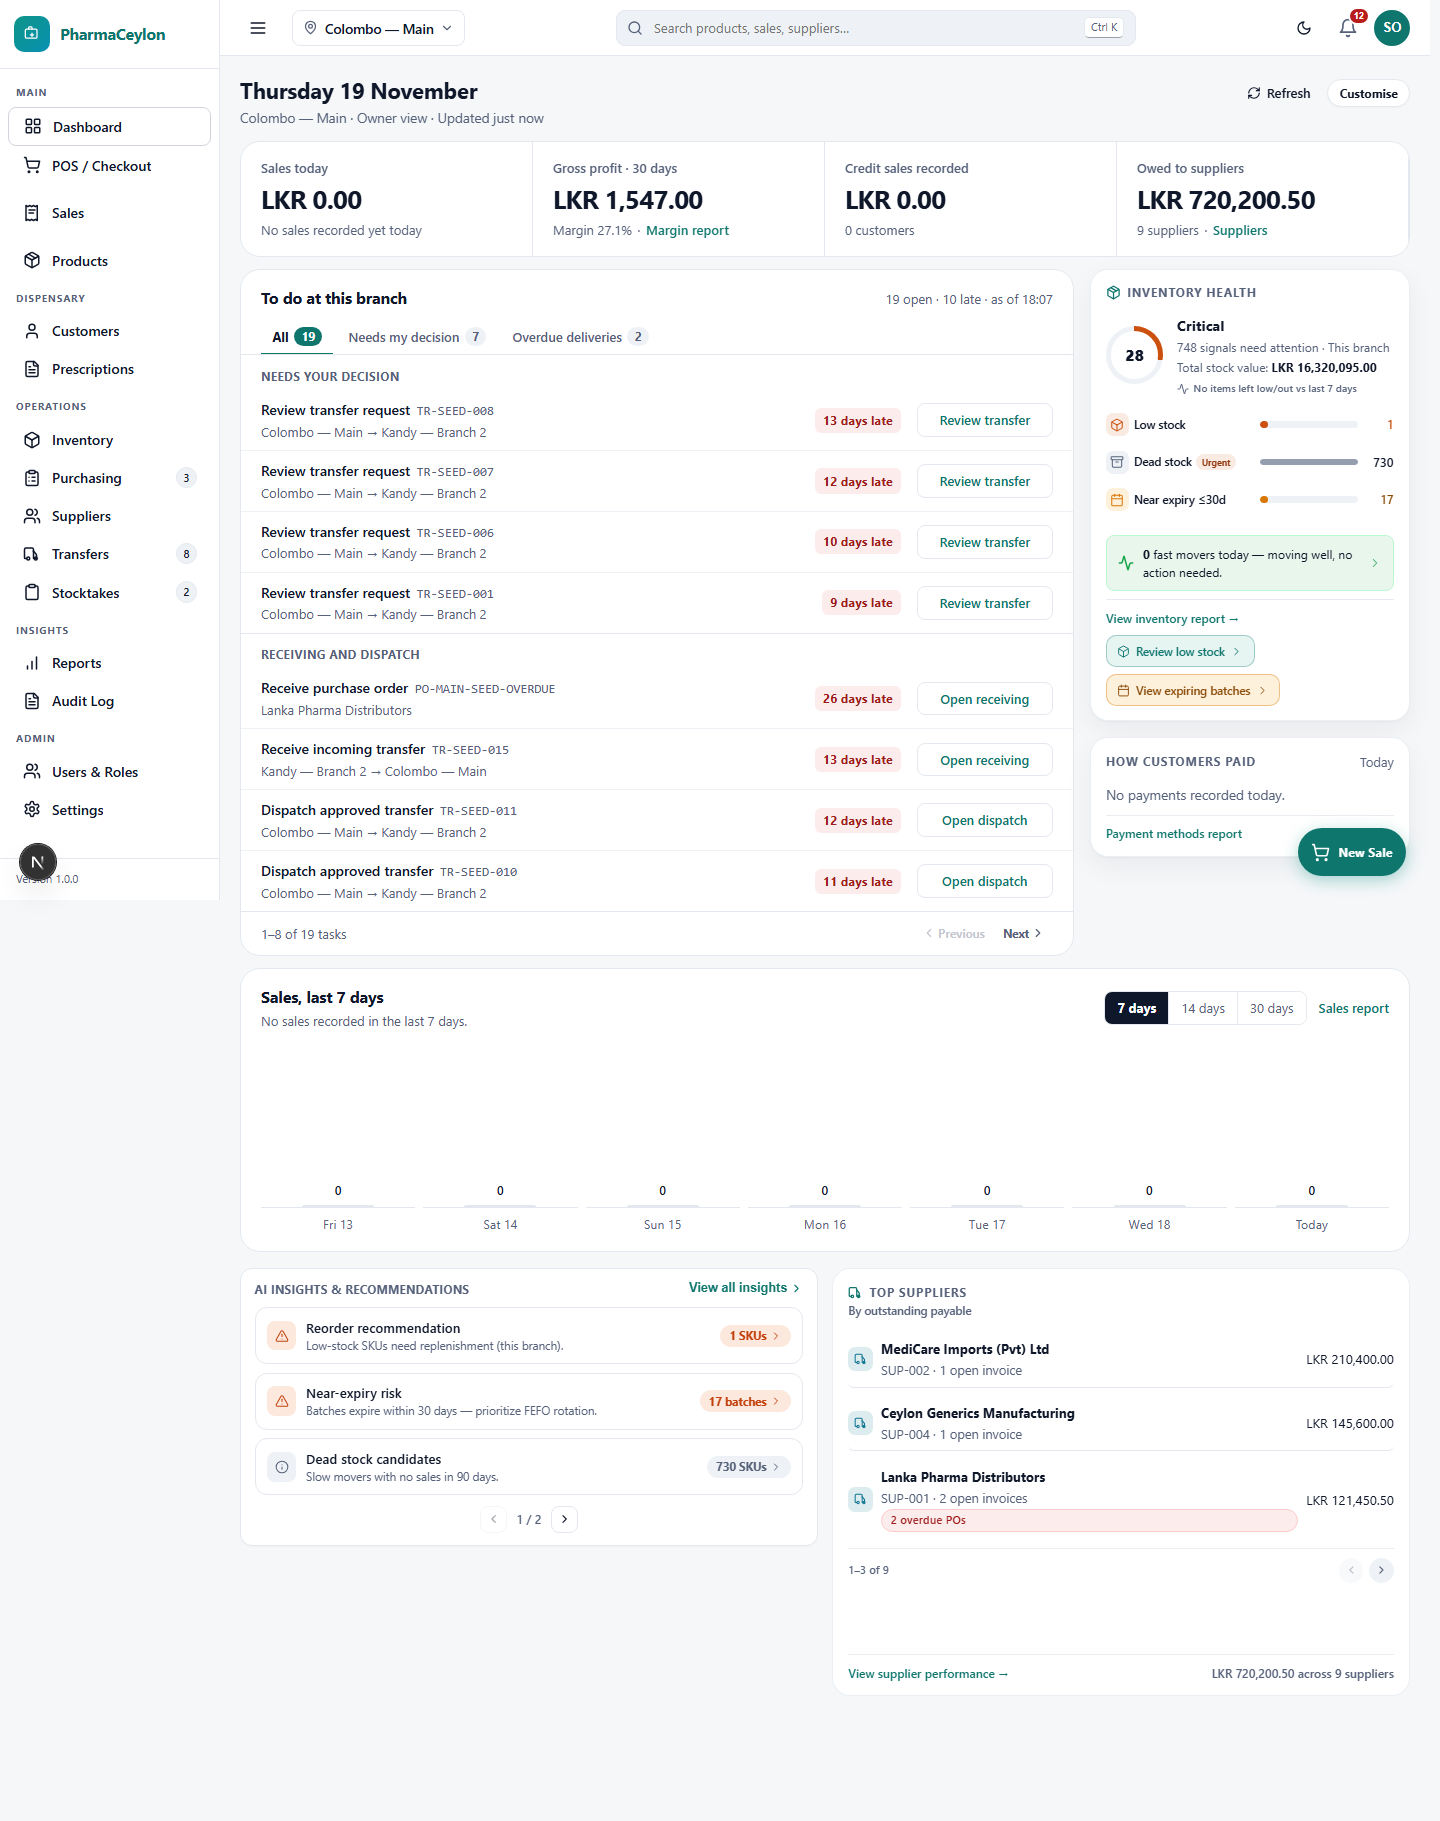 PharmaCeylon
Colombo — Main
Search products, sales, suppliers...
Ctrl K
12
SO
MAIN
Dashboard
POS / Checkout
Sales
Products
DISPENSARY
Customers
Prescriptions
OPERATIONS
Inventory
Purchasing 3
Suppliers
Transfers 8
Stocktakes 2
INSIGHTS
Reports
Audit Log
ADMIN
Users & Roles
Settings
N
Version 1.0.0
Thursday 19 November
Colombo — Main · Owner view · Updated just now
Refresh
Customise
Sales today
LKR 0.00
No sales recorded yet today
Gross profit · 30 days
LKR 1,547.00
Margin 27.1% · Margin report
Credit sales recorded
LKR 0.00
0 customers
Owed to suppliers
LKR 720,200.50
9 suppliers · Suppliers
To do at this branch
19 open · 10 late · as of 18:07
All 19
Needs my decision 7
Overdue deliveries 2
NEEDS YOUR DECISION
Review transfer request TR-SEED-008
Colombo — Main → Kandy — Branch 2
13 days late
Review transfer
Review transfer request TR-SEED-007
Colombo — Main → Kandy — Branch 2
12 days late
Review transfer
Review transfer request TR-SEED-006
Colombo — Main → Kandy — Branch 2
10 days late
Review transfer
Review transfer request TR-SEED-001
Colombo — Main → Kandy — Branch 2
9 days late
Review transfer
RECEIVING AND DISPATCH
Receive purchase order PO-MAIN-SEED-OVERDUE
Lanka Pharma Distributors
26 days late
Open receiving
Receive incoming transfer TR-SEED-015
Kandy — Branch 2 → Colombo — Main
13 days late
Open receiving
Dispatch approved transfer TR-SEED-011
Colombo — Main → Kandy — Branch 2
12 days late
Open dispatch
Dispatch approved transfer TR-SEED-010
Colombo — Main → Kandy — Branch 2
11 days late
Open dispatch
1–8 of 19 tasks
Previous
Next
INVENTORY HEALTH
28
Critical
748 signals need attention · This branch
Total stock value: LKR 16,320,095.00
No items left low/out vs last 7 days
Low stock 1
Dead stock Urgent 730
Near expiry ≤30d 17
0 fast movers today — moving well, no
action needed.
View inventory report →
Review low stock
View expiring batches
HOW CUSTOMERS PAID
Today
No payments recorded today.
Payment methods report
New Sale
Sales, last 7 days
No sales recorded in the last 7 days.
7 days
14 days
30 days
Sales report
0 0 0 0 0 0 0
Fri 13 Sat 14 Sun 15 Mon 16 Tue 17 Wed 18 Today
AI INSIGHTS & RECOMMENDATIONS
View all insights
Reorder recommendation
Low-stock SKUs need replenishment (this branch).
1 SKUs
Near-expiry risk
Batches expire within 30 days — prioritize FEFO rotation.
17 batches
Dead stock candidates
Slow movers with no sales in 90 days.
730 SKUs
1 / 2
TOP SUPPLIERS
By outstanding payable
MediCare Imports (Pvt) Ltd
SUP-002 · 1 open invoice
LKR 210,400.00
Ceylon Generics Manufacturing
SUP-004 · 1 open invoice
LKR 145,600.00
Lanka Pharma Distributors
SUP-001 · 2 open invoices
2 overdue POs
LKR 121,450.50
1–3 of 9
View supplier performance →
LKR 720,200.50 across 9 suppliers